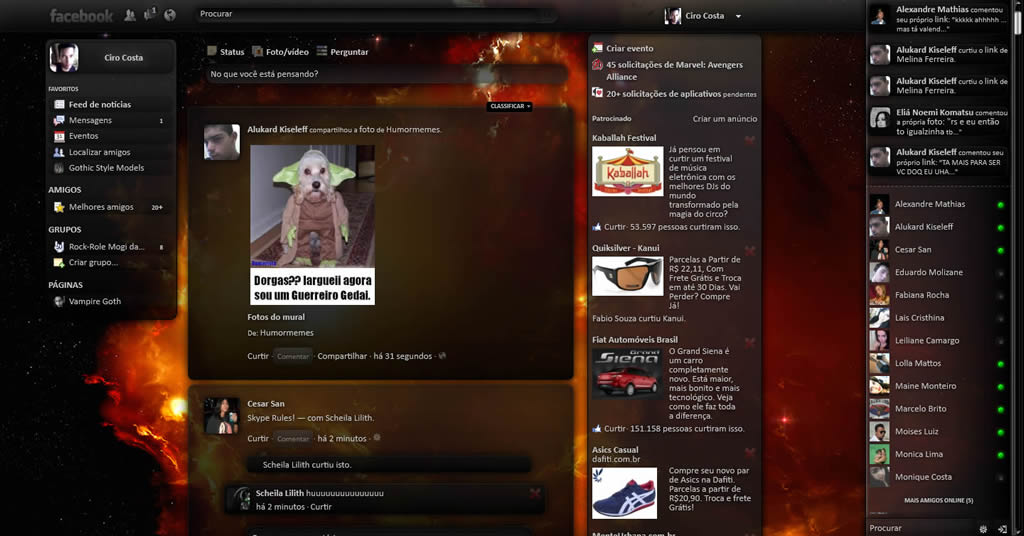 facebook
Procurar
Ciro Costa
Ciro Costa
FAVORITOS
Feed de notícias
Mensagens 1
Eventos
Localizar amigos
Gothic Style Models
AMIGOS
Melhores amigos 20+
GRUPOS
Rock-Role Mogi da... 8
Criar grupo...
PÁGINAS
Vampire Goth
Status Foto/vídeo Perguntar
No que você está pensando?
CLASSIFICAR
Alukard Kiseleff compartilhou a foto de Humormemes.
Dorgas?? largueii agora
sou um Guerreiro Gedai.
Fotos do mural
De: Humormemes
Curtir · Comentar · Compartilhar · há 31 segundos ·
Cesar San
Skype Rules! — com Scheila Lilith.
Curtir · Comentar · há 2 minutos ·
Scheila Lilith curtiu isto.
Scheila Lilith huuuuuuuuuuuuuuu
há 2 minutos · Curtir
Criar evento
45 solicitações de Marvel: Avengers
Alliance
20+ solicitações de aplicativos pendentes
Patrocinado Criar um anúncio
Kaballah Festival
Kaballah
Já pensou em
curtir um festival
de música
eletrônica com os
melhores DJs do
mundo
transformado pela
magia do circo?
Curtir · 53.597 pessoas curtiram isso.
Quiksilver - Kanui
Parcelas a Partir de
R$ 22,11, Com
Frete Grátis e Troca
em até 30 Dias. Vai
Perder? Compre
Já!
Fabio Souza curtiu Kanui.
Fiat Automóveis Brasil
Grand
Siena
O Grand Siena é
um carro
completamente
novo. Está maior,
mais bonito e mais
tecnológico. Veja
como ele faz toda
a diferença.
Curtir · 151.158 pessoas curtiram isso.
Asics Casual
dafiti.com.br
Compre seu novo par
de Asics na Dafiti.
Parcelas a partir de
R$20,90. Troca e frete
Grátis!
Alexandre Mathias comentou
seu próprio link: "kkkkk ahhhhh ...
mas tá valend..."
Alukard Kiseleff curtiu o link de
Melina Ferreira.
Alukard Kiseleff curtiu o link de
Melina Ferreira.
Eliá Noemi Komatsu comentou
a própria foto: "rs e eu então
to igualzinha tb..."
Alukard Kiseleff comentou seu
próprio link: "TA MAIS PARA SER
VC DOQ EU UHA..."
Alexandre Mathias
Alukard Kiseleff
Cesar San
Eduardo Molizane
Fabiana Rocha
Lais Cristhina
Leiliane Camargo
Lolla Mattos
Maine Monteiro
Marcelo Brito
Moises Luiz
Monica Lima
Monique Costa
MAIS AMIGOS ONLINE (5)
Procurar